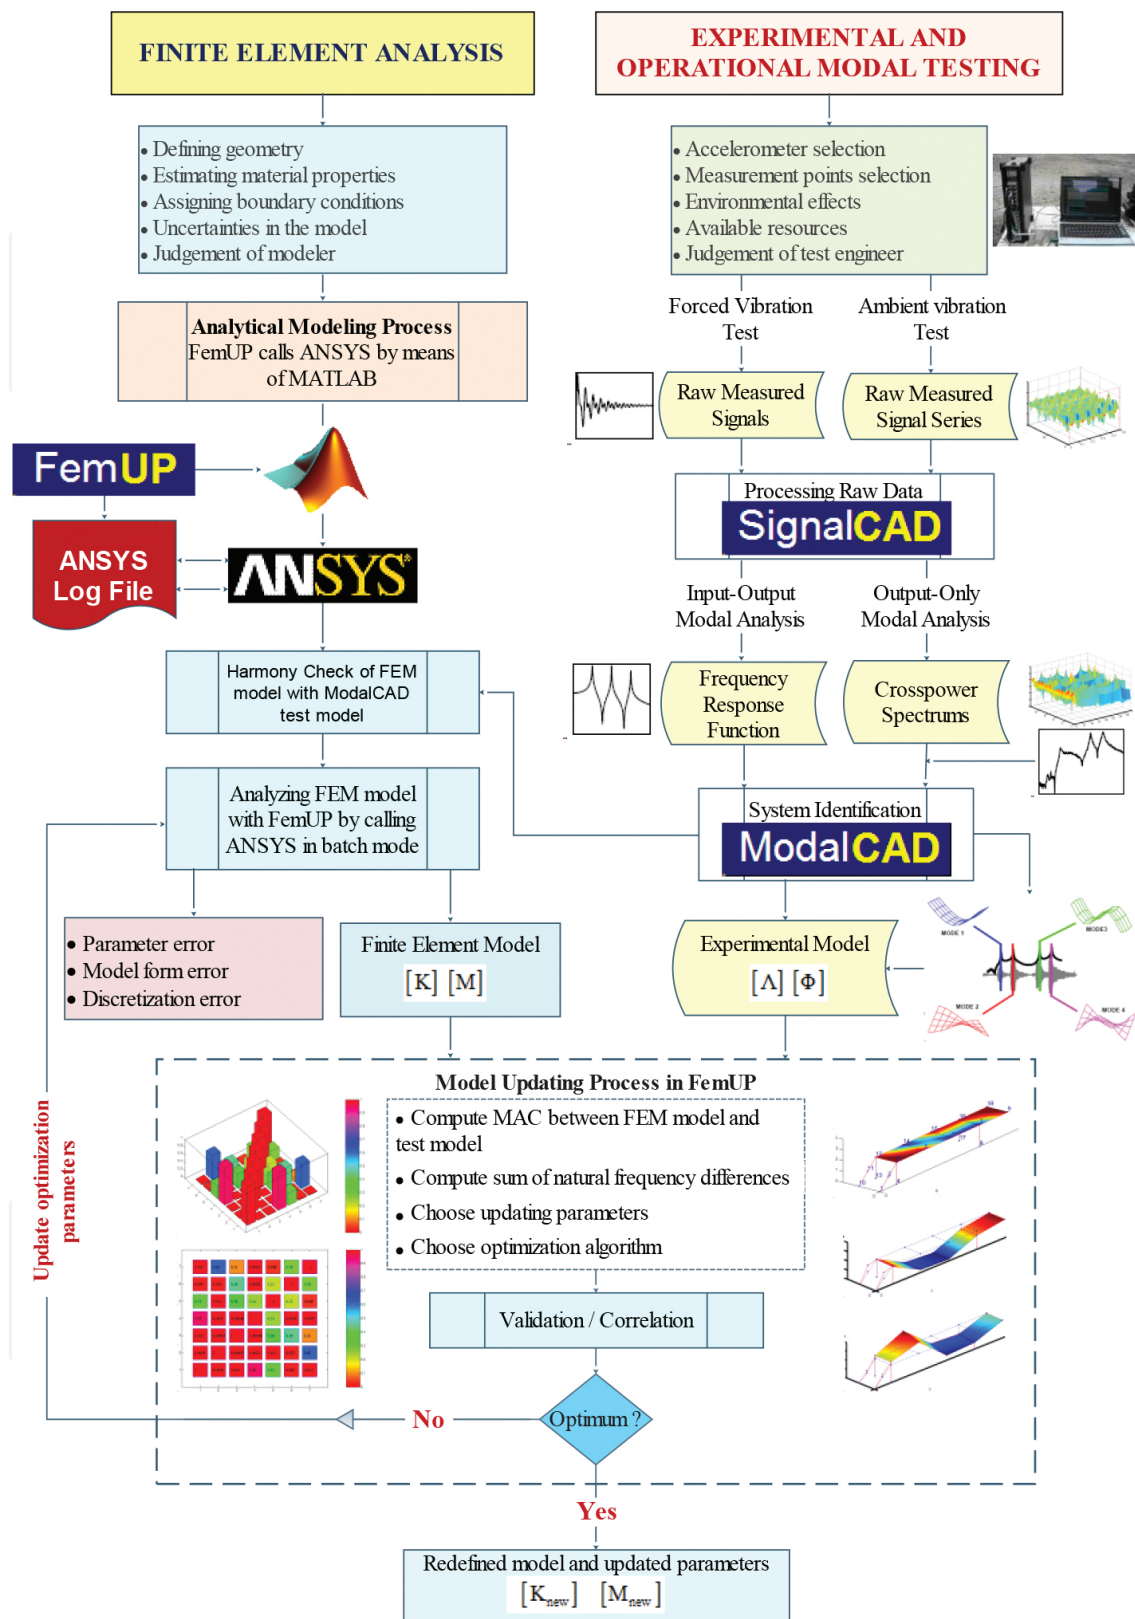 FINITE ELEMENT ANALYSIS
EXPERIMENTAL AND
OPERATIONAL MODAL TESTING
• Defining geometry
• Estimating material properties
• Assigning boundary conditions
• Uncertainties in the model
• Judgement of modeler
• Accelerometer selection
• Measurement points selection
• Environmental effects
• Available resources
• Judgement of test engineer
Analytical Modeling Process
FemUP calls ANSYS by means
of MATLAB
Forced Vibration
Test
Ambient vibration
Test
Raw Measured
Signals
Raw Measured
Signal Series
FemUP
ANSYS
Log File
ANSYS®
Processing Raw Data
SignalCAD
Input-Output
Modal Analysis
Output-Only
Modal Analysis
Harmony Check of FEM
model with ModalCAD
test model
Frequency
Response
Function
Crosspower
Spectrums
Analyzing FEM model
with FemUP by calling
ANSYS in batch mode
System Identification
ModalCAD
• Parameter error
• Model form error
• Discretization error
Finite Element Model
[K] [M]
Experimental Model
[Λ] [Φ]
MODE 1
MODE3
MODE 2
MODE 4
Update optimization
parameters
Model Updating Process in FemUP
• Compute MAC between FEM model and
test model
• Compute sum of natural frequency differences
• Choose updating parameters
• Choose optimization algorithm
Validation / Correlation
Optimum ?
No
Yes
Redefined model and updated parameters
[Knew] [Mnew]